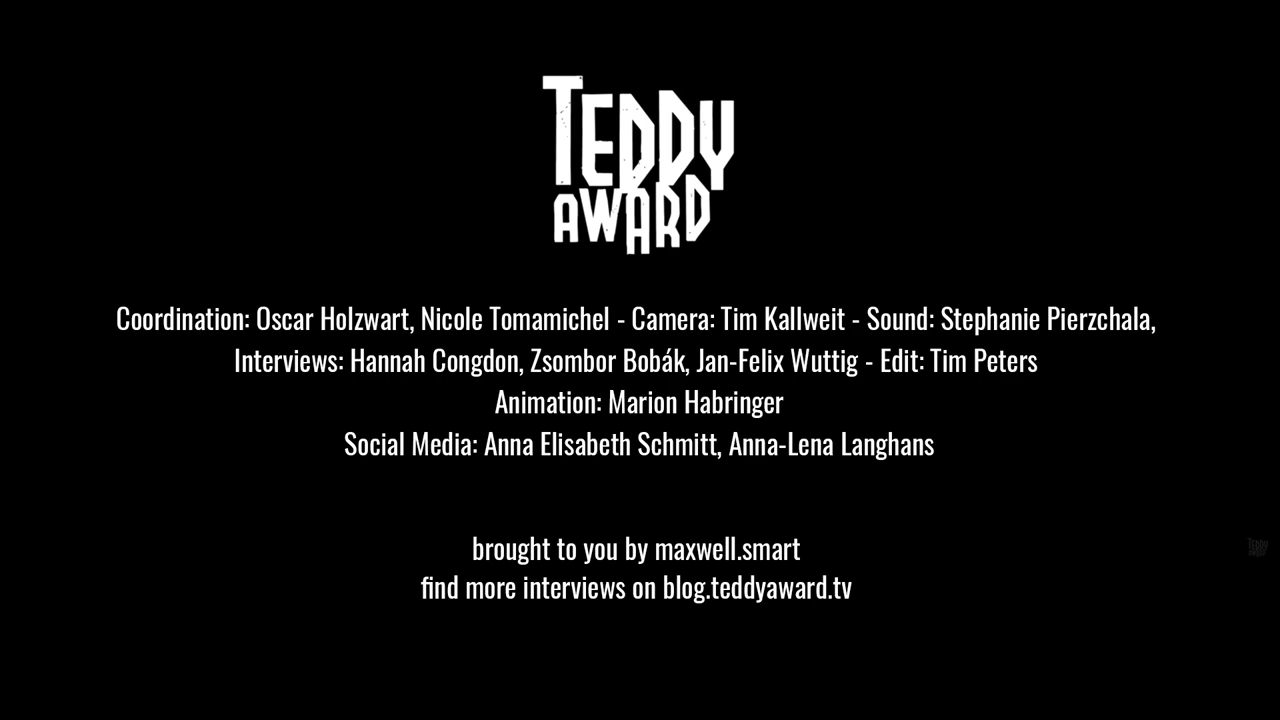 TEDDY
AWARD
Coordination: Oscar Holzwart, Nicole Tomamichel - Camera: Tim Kallweit - Sound: Stephanie Pierzchala,
Interviews: Hannah Congdon, Zsombor Bobák, Jan-Felix Wuttig - Edit: Tim Peters
Animation: Marion Habringer
Social Media: Anna Elisabeth Schmitt, Anna-Lena Langhans
brought to you by maxwell.smart
TEDDY
AWARD
find more interviews on blog.teddyaward.tv